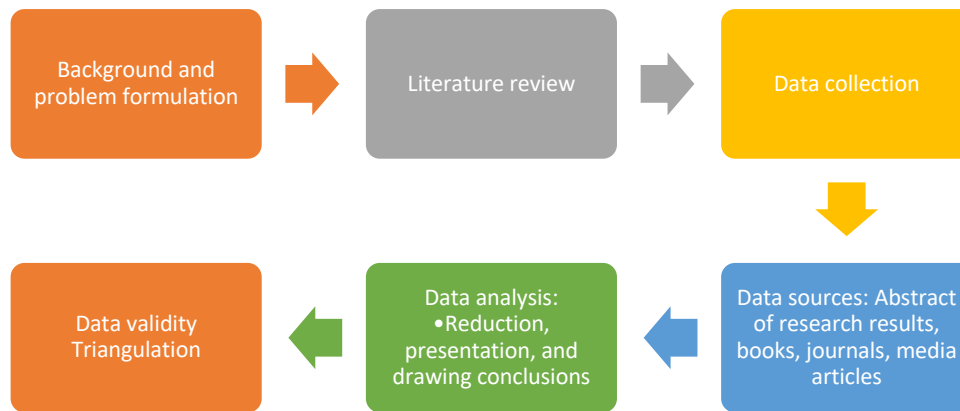 Background and
problem formulation
Literature review
Data collection
Data sources: Abstract
of research results,
books, journals, media
articles
Data analysis:
•Reduction,
presentation, and
drawing conclusions
Data validity
Triangulation